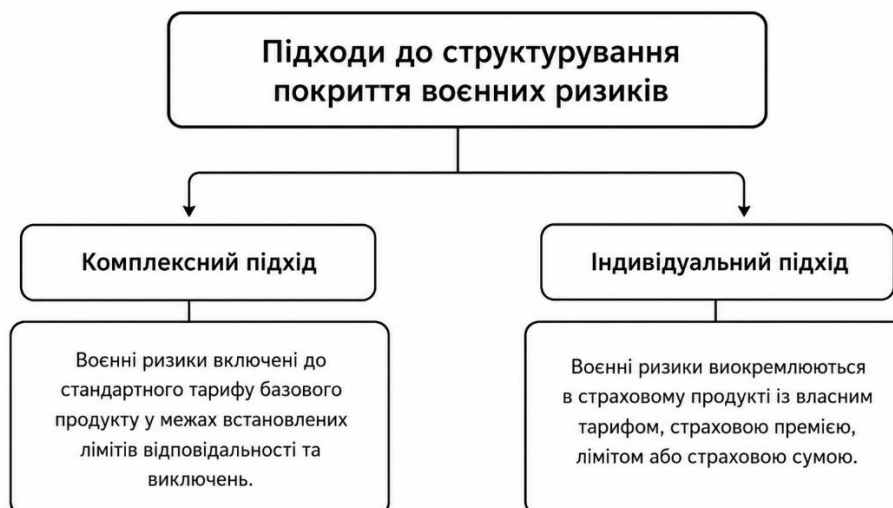 Підходи до структурування
покриття воєнних ризиків
Комплексний підхід
Індивідуальний підхід
Воєнні ризики включені до
стандартного тарифу базового
продукту у межах встановлених
лімітів відповідальності та
виключень.
Воєнні ризики виокремлюються
в страховому продукті із власним
тарифом, страховою премією,
лімітом або страховою сумою.